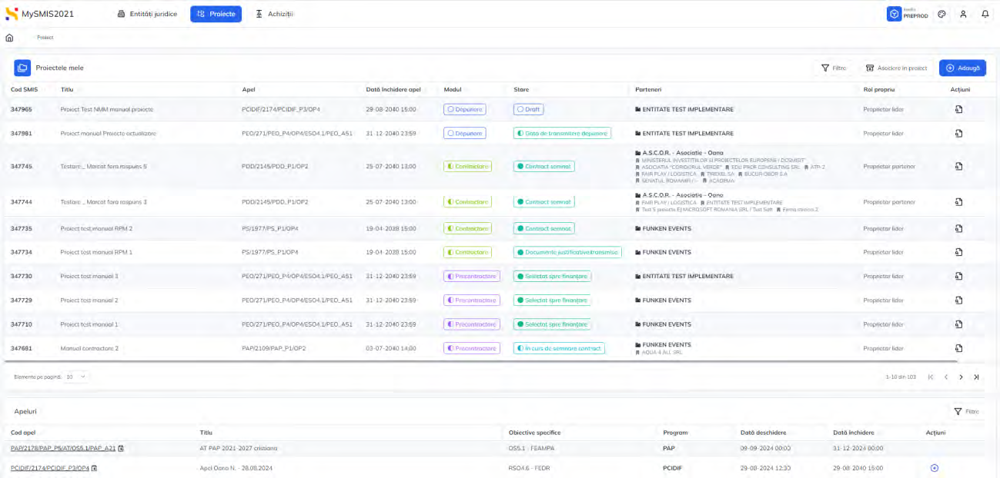 MySMIS2021 Entități juridice Proiecte Achiziții PREPROD
Proiect
Proiectele mele Filtre Asociere în proiect Adaugă
Cod SMIS Titlu Apel Dată închidere apel Modul Stare Parteneri Rol propriu Acțiuni
347965 Proiect Test NMM manual proiecte PCIDIF/2174/PCIDIF_P3/OP4 29-08-2040 15:00 Depunere Draft ENTITATE TEST IMPLEMENTARE Proprietar lider
347981 Proiect manual Proiecte actualizare PEO/271/PEO_P4/OP4/ESO4.1/PEO_A51 31-12-2040 23:59 Depunere Gata de transmitere depunere ENTITATE TEST IMPLEMENTARE Proprietar lider
A.S.C.O.R. - Asociatie - Oana
MINISTERUL INVESTIȚIILOR ȘI PROIECTELOR EUROPENE / DGSMISIT
347745 Testare _ Marcat fara raspuns 5 PDD/2145/PDD_P1/OP2 25-07-2040 13:00 Contractare Contract semnat ASOCIATIA "CORIDORUL VERDE" EDU PROF CONSULTING SRL ATP-2 Proprietar partener
FAIR PLAY / LOGISTICA TIREXEL SA BUCUR OBOR S.A
SENATUL ROMANIEI / - ACADEMIA
A.S.C.O.R. - Asociatie - Oana
347744 Testare _ Marcat fara raspuns 3 PDD/2145/PDD_P1/OP2 25-07-2040 13:00 Contractare Contract semnat FAIR PLAY / LOGISTICA ENTITATE TEST IMPLEMENTARE Proprietar partener
Test 5 proiecte EJ MICROSOFT ROMANIA SRL / Test Soft Firma straina 2
347735 Proiect test manual RPM 2 PS/1977/PS_P1/OP4 19-04-2028 15:00 Contractare Contract semnat FUNKEN EVENTS Proprietar lider
347734 Proiect test manual RPM 1 PS/1977/PS_P1/OP4 19-04-2028 15:00 Contractare Documente justificative transmise FUNKEN EVENTS Proprietar lider
347730 Proiect test manual 3 PEO/271/PEO_P4/OP4/ESO4.1/PEO_A51 31-12-2040 23:59 Precontractare Selectat spre finanțare ENTITATE TEST IMPLEMENTARE Proprietar lider
347729 Proiect test manual 2 PEO/271/PEO_P4/OP4/ESO4.1/PEO_A51 31-12-2040 23:59 Precontractare Selectat spre finanțare FUNKEN EVENTS Proprietar lider
347710 Proiect test manual 1 PEO/271/PEO_P4/OP4/ESO4.1/PEO_A51 31-12-2040 23:59 Precontractare Selectat spre finanțare FUNKEN EVENTS Proprietar lider
347681 Manual contractare 2 PAP/2109/PAP_P1/OP2 03-07-2040 14:00 Precontractare În curs de semnare contract FUNKEN EVENTS Proprietar lider
AQUA 4 ALL SRL
Elemente pe pagină: 10 1-10 din 103
Apeluri Filtre
Cod apel Titlu Obiective specifice Program Dată deschidere Dată închidere Acțiuni
PAP/2178/PAP_P5/AT/OS5.1/PAP_A21 AT PAP 2021-2027 cristiana OS5.1 - FEAMPA PAP 09-09-2024 00:00 31-12-2024 00:00
PCIDIF/2174/PCIDIF_P3/OP4 Apel Oana N. - 28.08.2024 RSO4.6 - FEDR PCIDIF 29-08-2024 12:30 29-08-2040 15:00